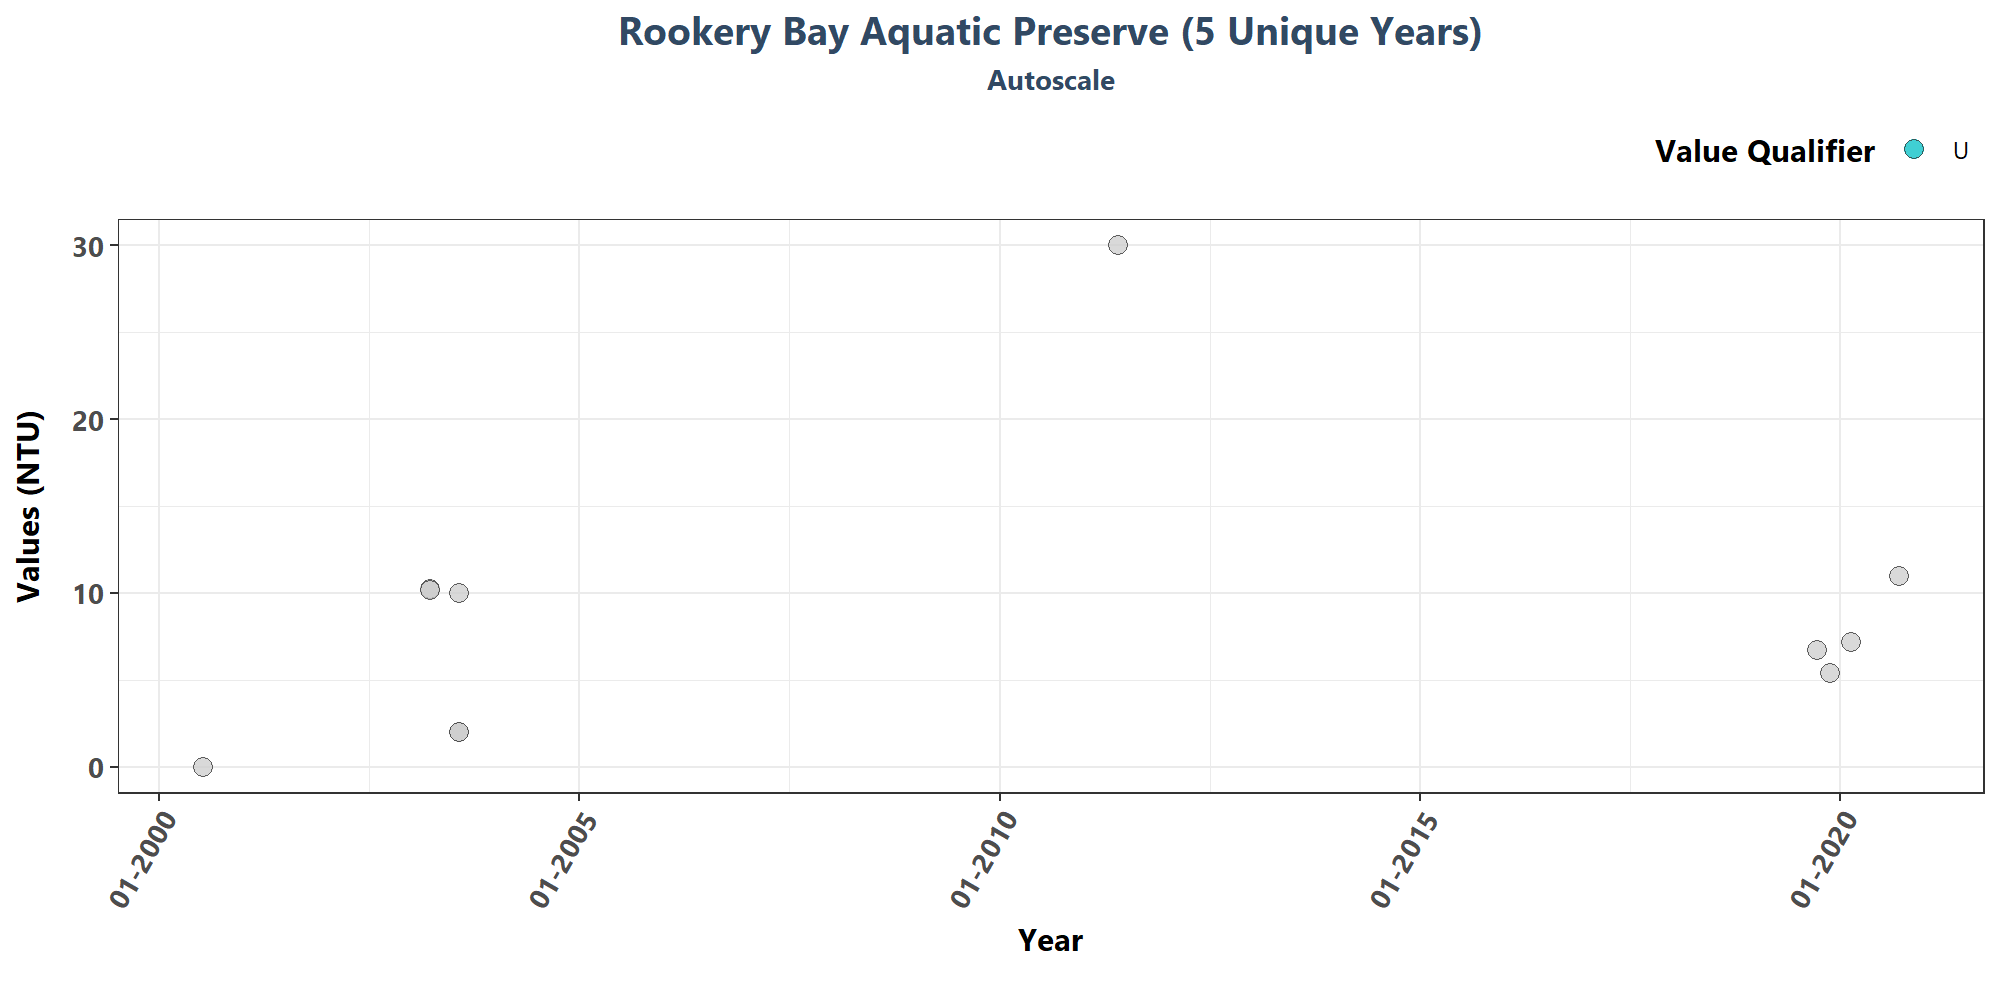 Rookery Bay Aquatic Preserve (5 Unique Years)
Autoscale
Value Qualifier U
30
20
10
0
Values (NTU)
01-2000 01-2005 01-2010 01-2015 01-2020
Year